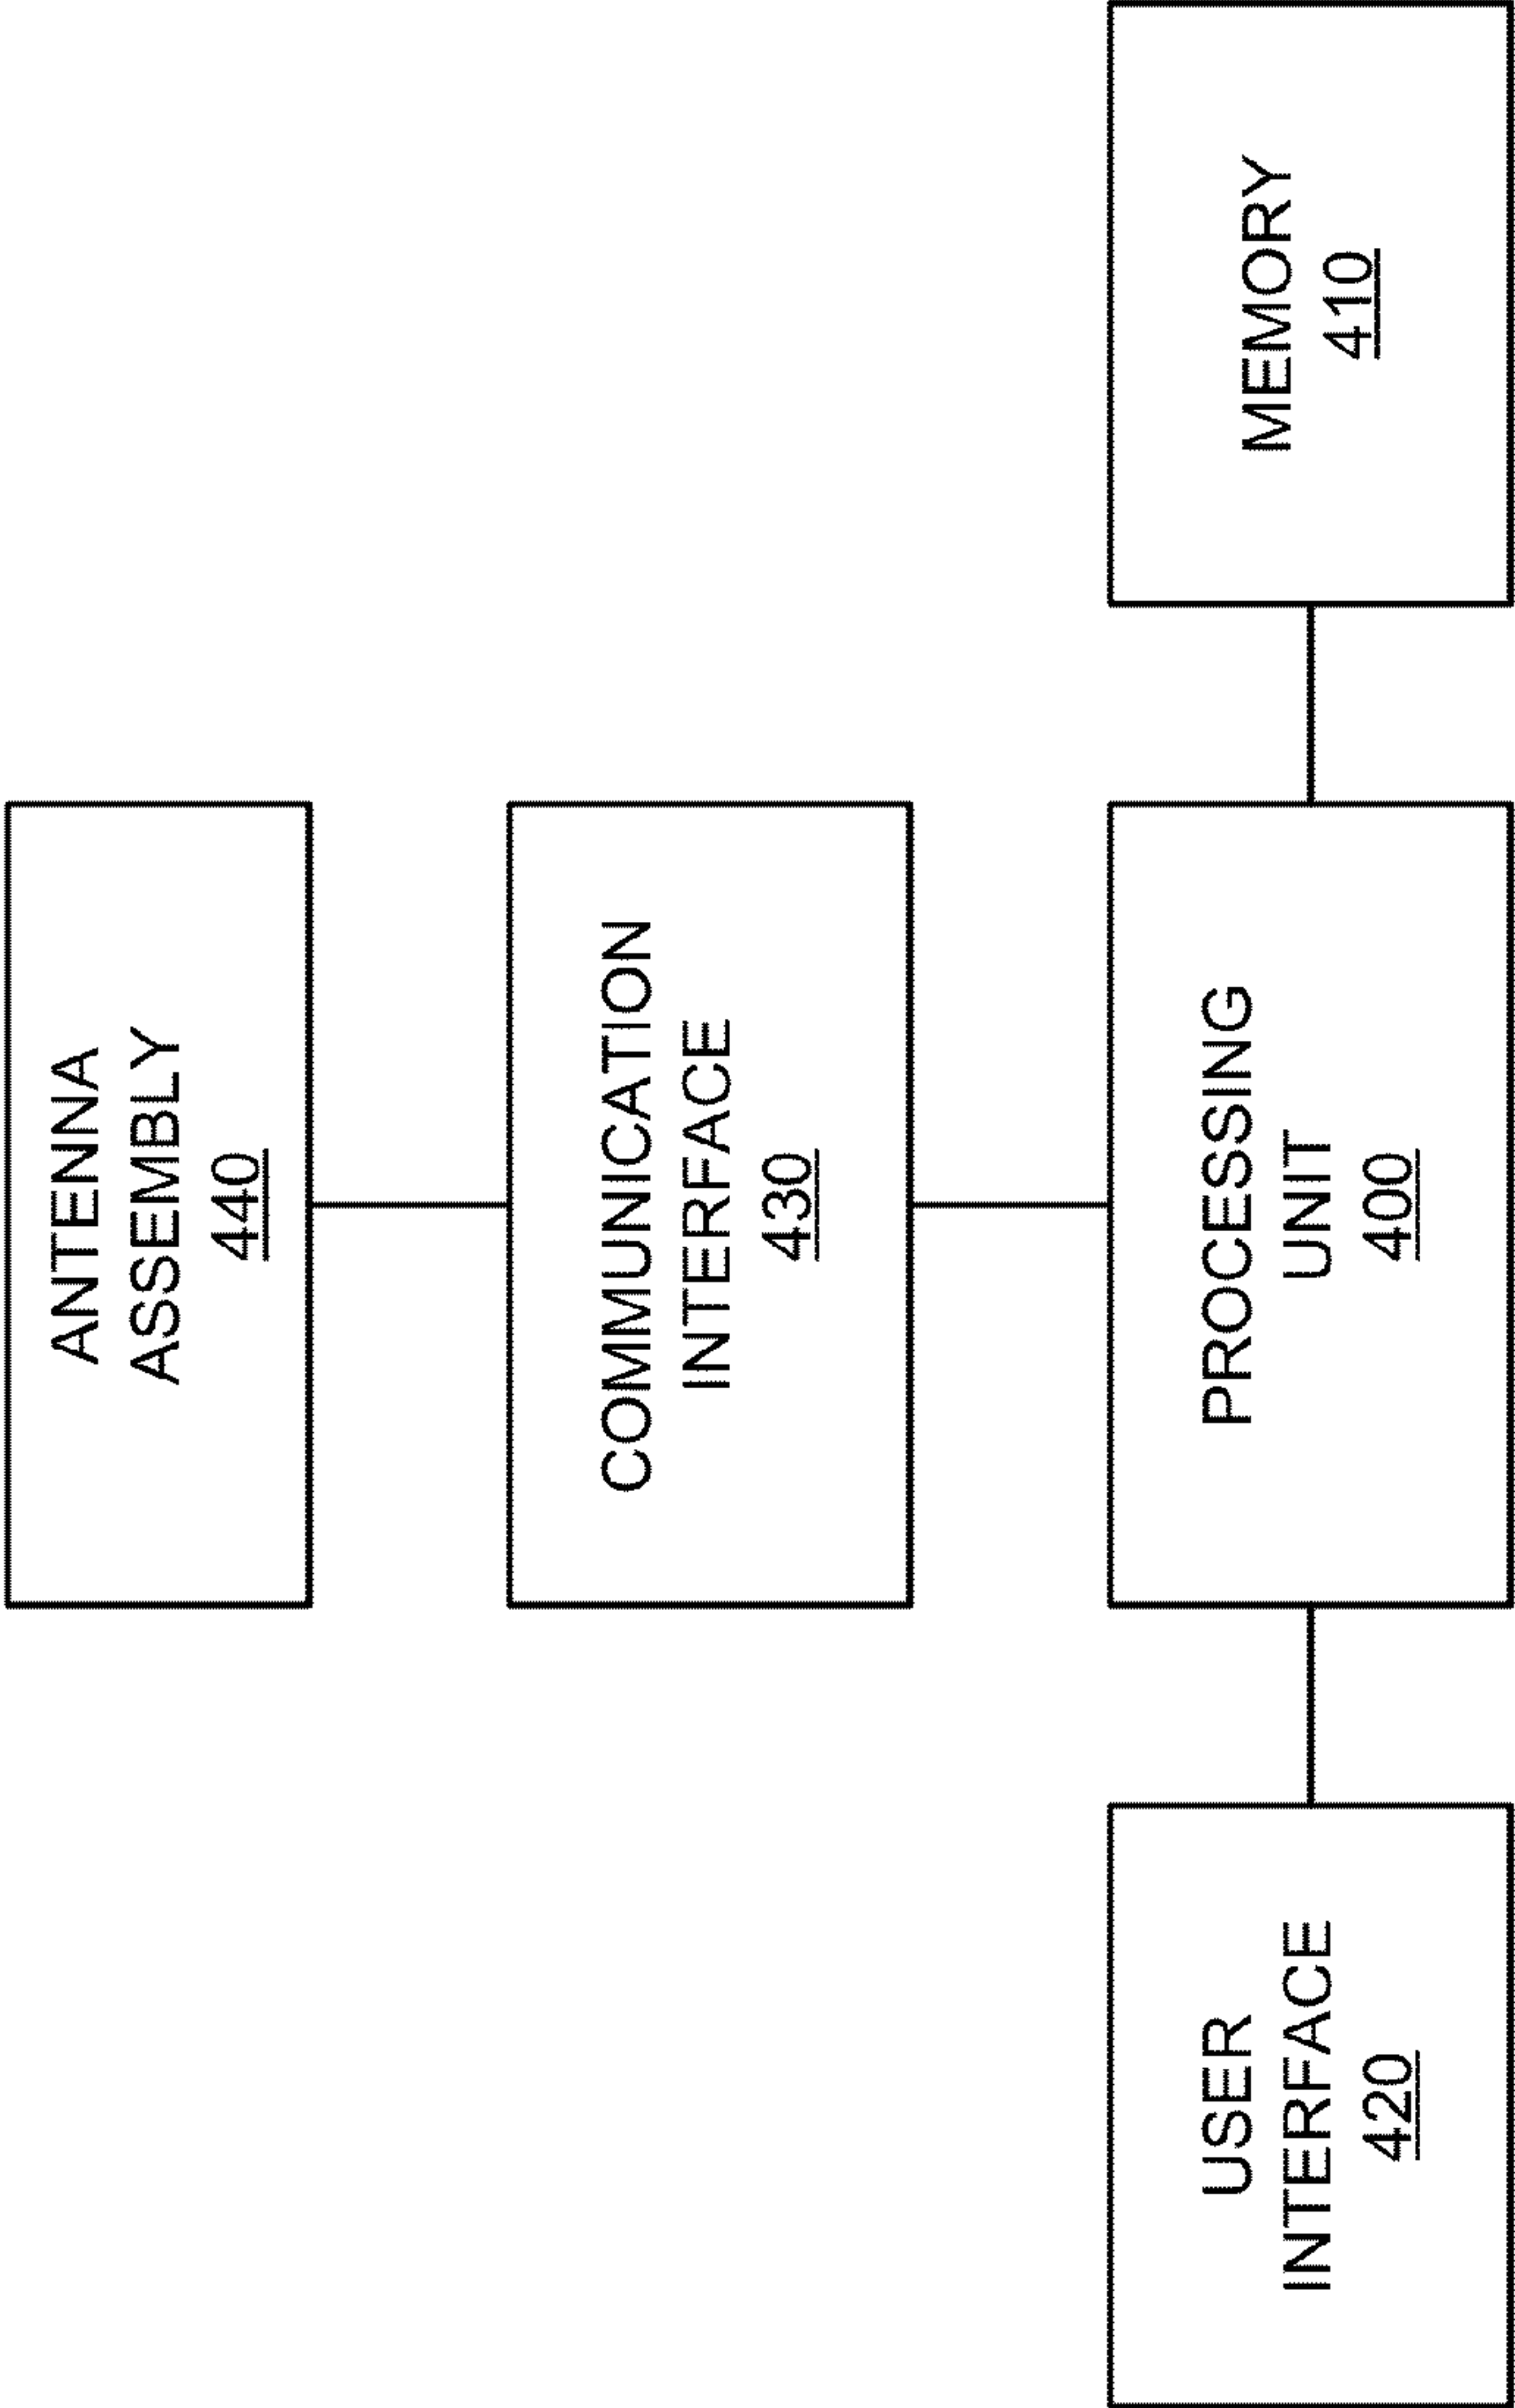 ANTENNA
ASSEMBLY
440
COMMUNICATION
INTERFACE
430
USER
INTERFACE
420
PROCESSING
UNIT
400
MEMORY
410